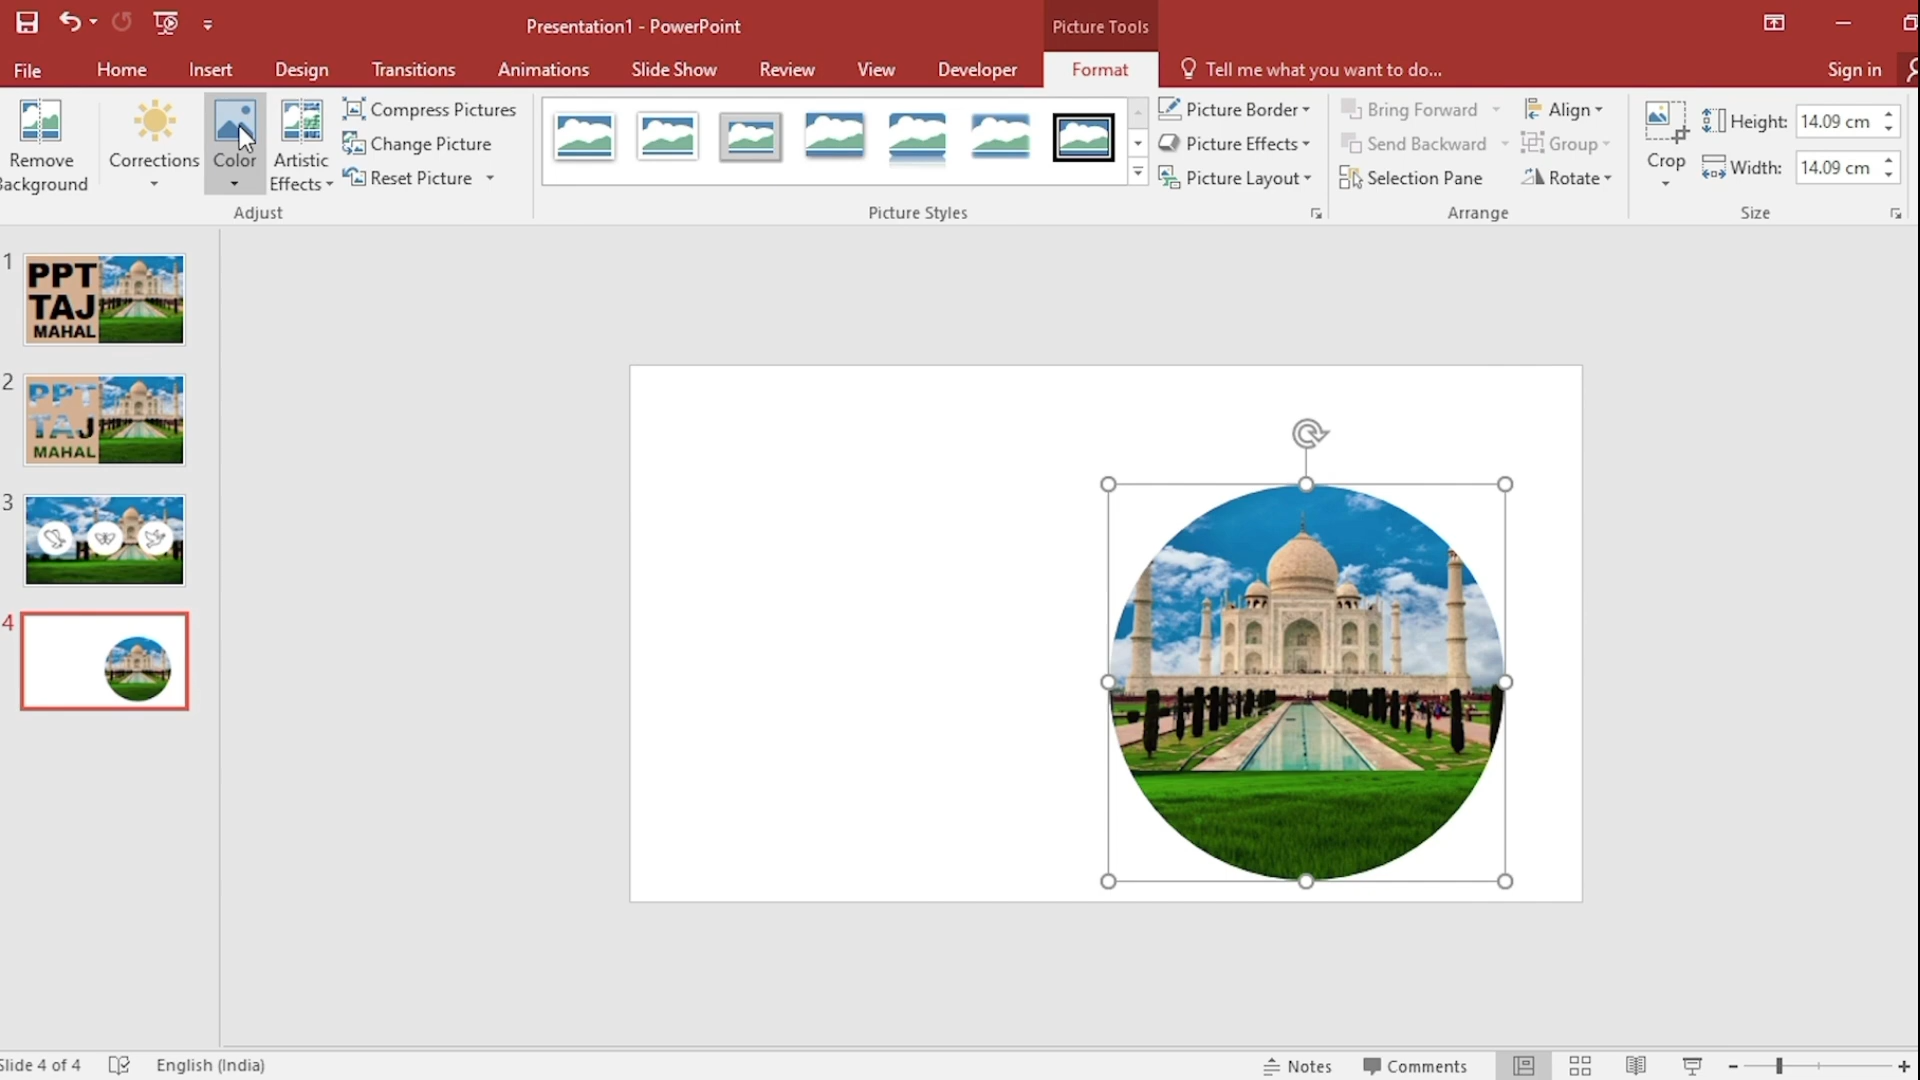 Presentation1 - PowerPoint
Picture Tools
File Home Insert Design Transitions Animations Slide Show Review View Developer Format Tell me what you want to do... Sign in
Remove
Background
Corrections
Color
Artistic
Effects
Compress Pictures
Change Picture
Reset Picture
Adjust
Picture Styles
Picture Border
Picture Effects
Picture Layout
Bring Forward
Send Backward
Selection Pane
Align
Group
Rotate
Arrange
Crop
Height: 14.09 cm
Width: 14.09 cm
Size
1
PPT
TAJ
MAHAL
2
PPT
TAJ
MAHAL
3
4
Slide 4 of 4 English (India) Notes Comments